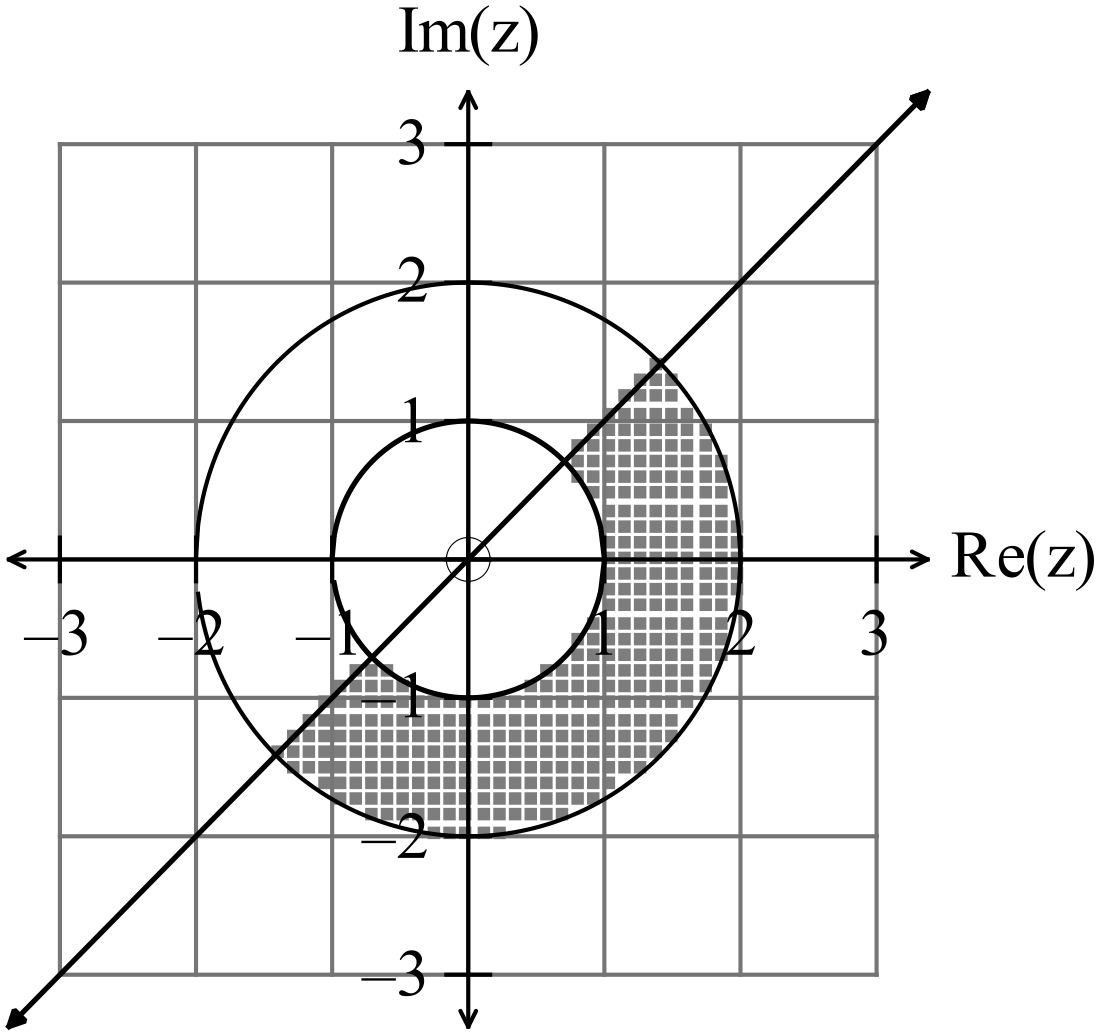 Im(z)
3
2
1
Re(z)
–3 –2 –1 1 2 3
–1
–2
–3